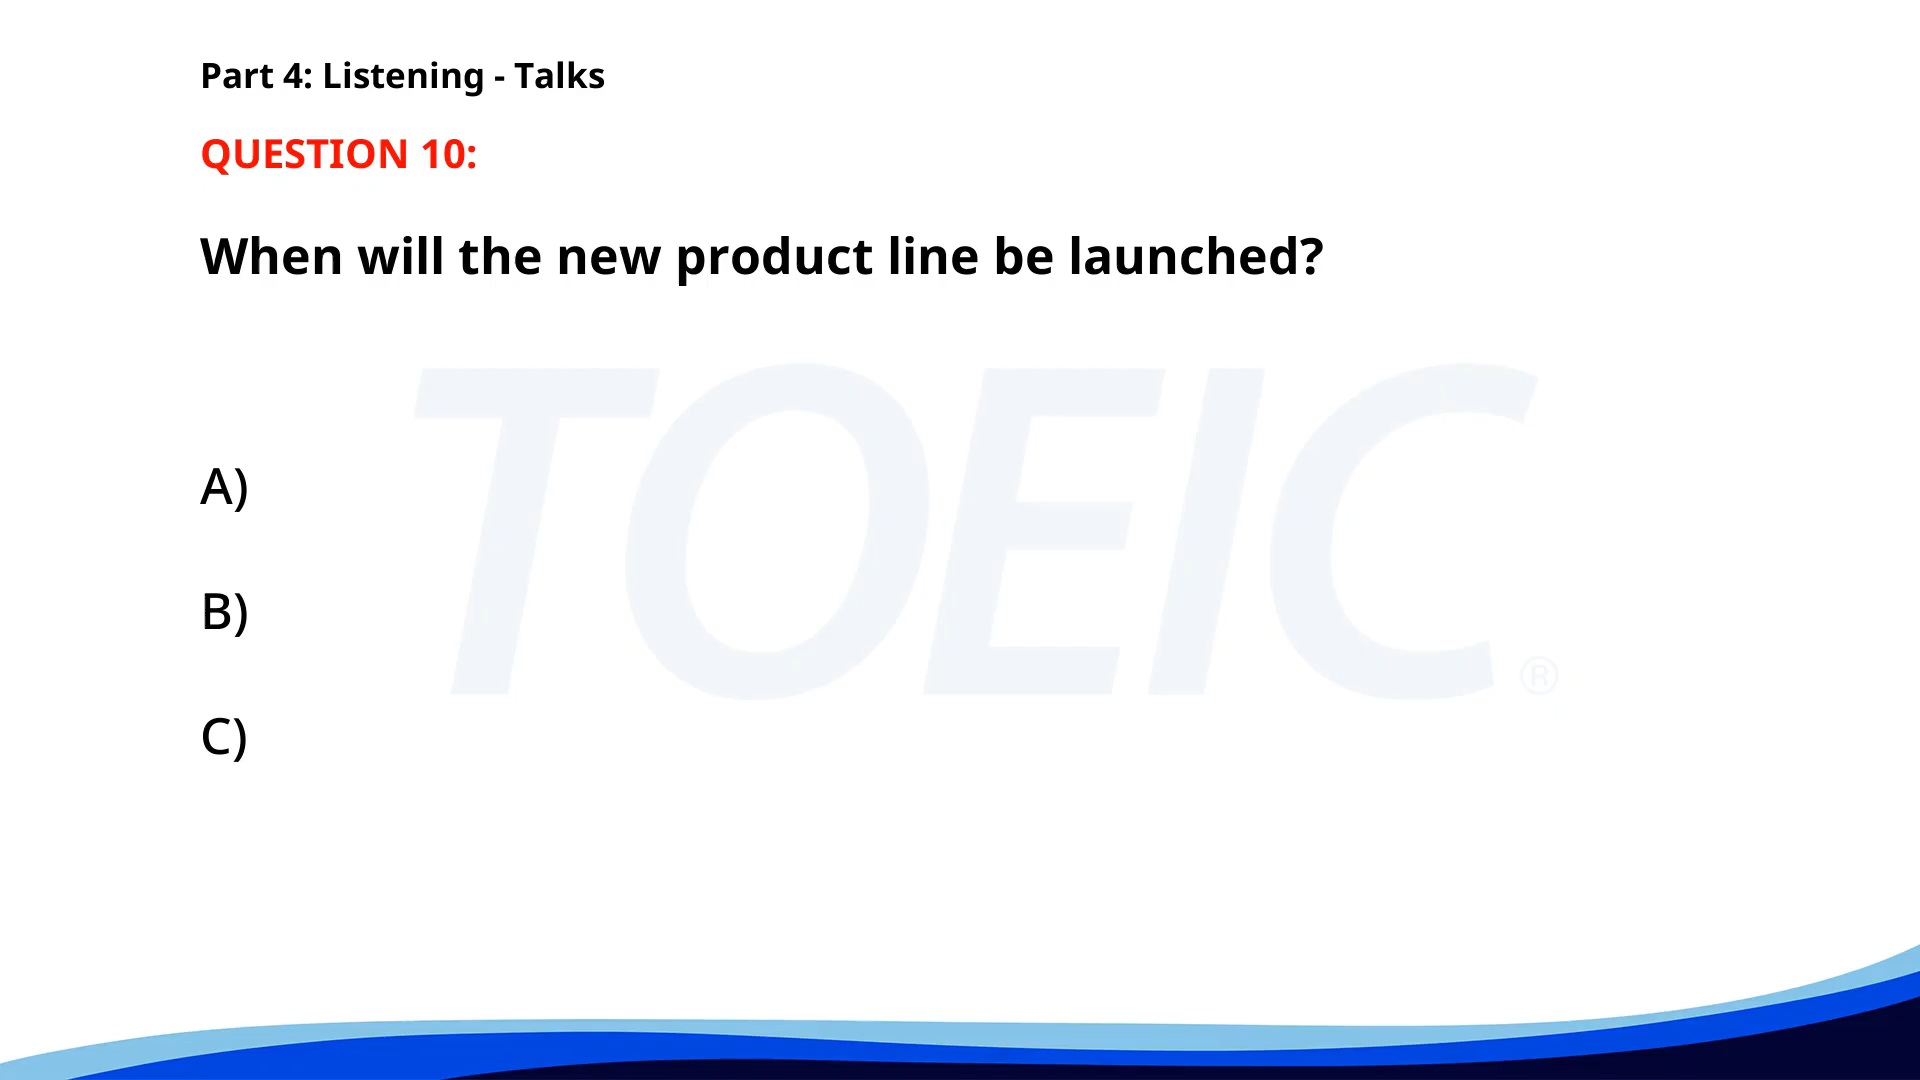 Part 4: Listening - Talks
QUESTION 10:
When will the new product line be launched?
TOEIC®
A)
B)
C)